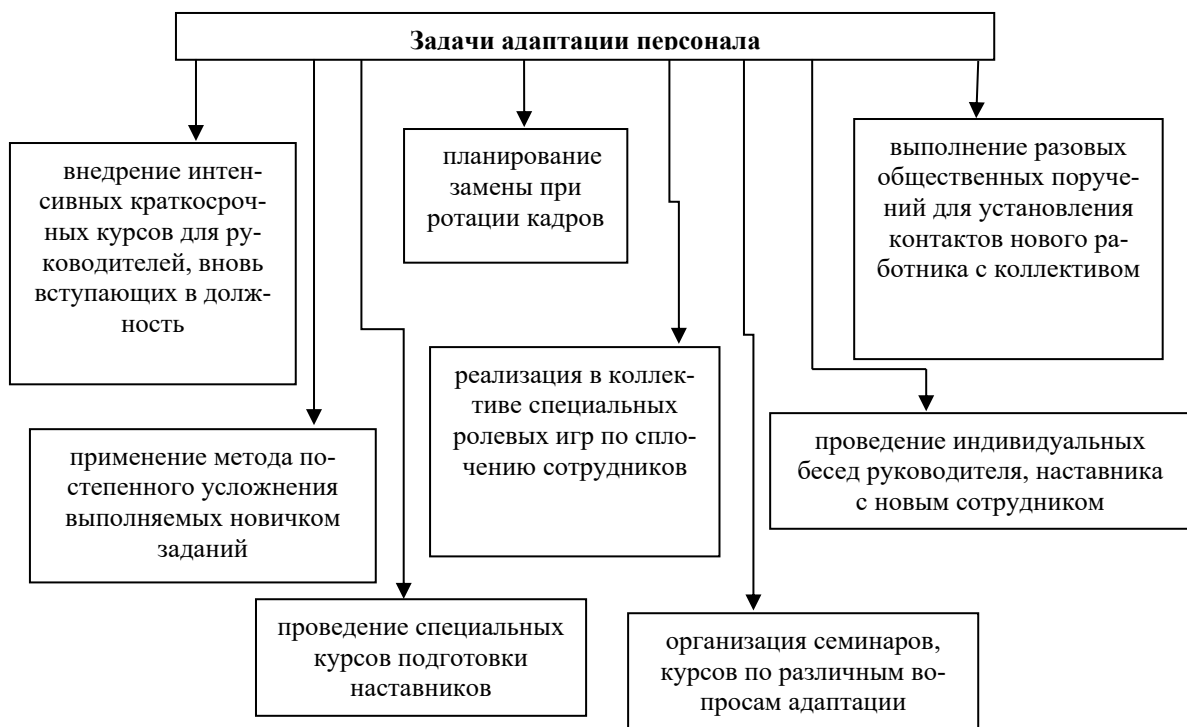 Задачи адаптации персонала
внедрение интен-
сивных краткосроч-
ных курсов для ру-
ководителей, вновь
вступающих в долж-
ность
планирование
замены при
ротации кадров
выполнение разовых
общественных поруче-
ний для установления
контактов нового ра-
ботника с коллективом
применение метода по-
степенного усложнения
выполняемых новичком
заданий
реализация в коллек-
тиве специальных
ролевых игр по спло-
чению сотрудников
проведение индивидуальных
бесед руководителя, наставника
с новым сотрудником
проведение специальных
курсов подготовки
наставников
организация семинаров,
курсов по различным во-
просам адаптации